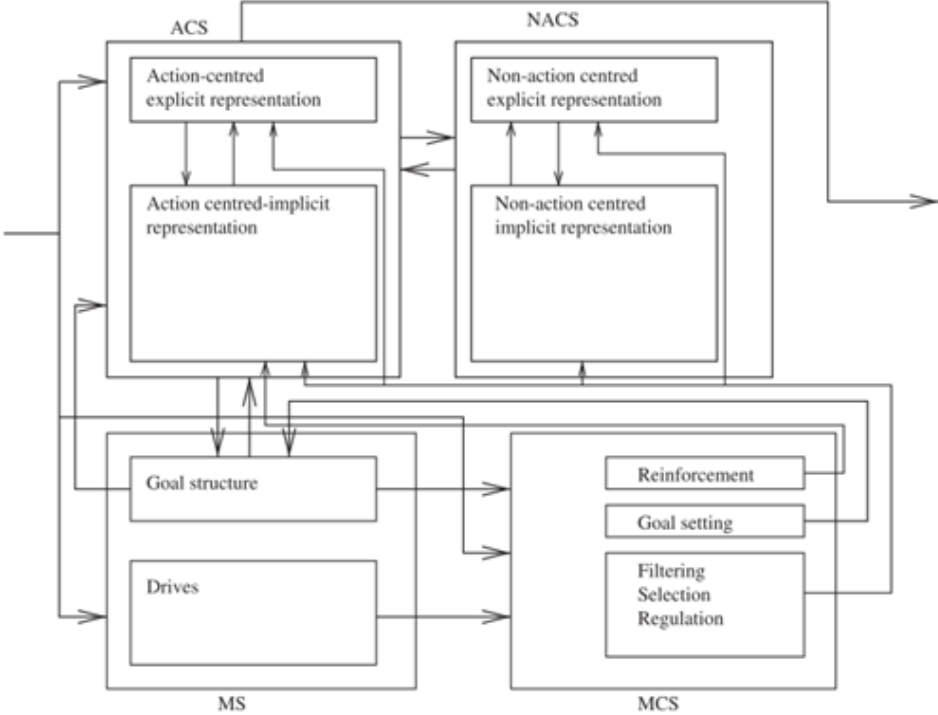 ACS
NACS
Action-centred
explicit representation
Non-action centred
explicit representation
Action centred-implicit
representation
Non-action centred
implicit representation
Goal structure
Reinforcement
Goal setting
Drives
Filtering
Selection
Regulation
MS
MCS